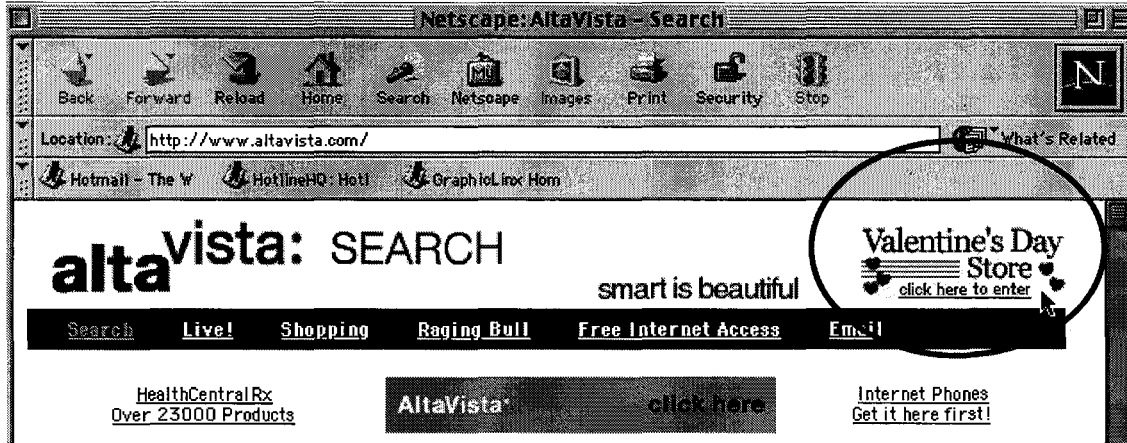 Netscape: AltaVista - Search
Back Forward Reload Home Search Netscape Images Print Security Stop
N
Location: http://www.altavista.com/ What's Related
Hotmail - The W HotlineHQ: Hotl GraphicLinx Hom
altavista: SEARCH
smart is beautiful
Valentine's Day
Store
click here to enter
Search Live! Shopping Raging Bull Free Internet Access Email
HealthCentralRx
Over 23000 Products
AltaVista click here
Internet Phones
Get it here first!